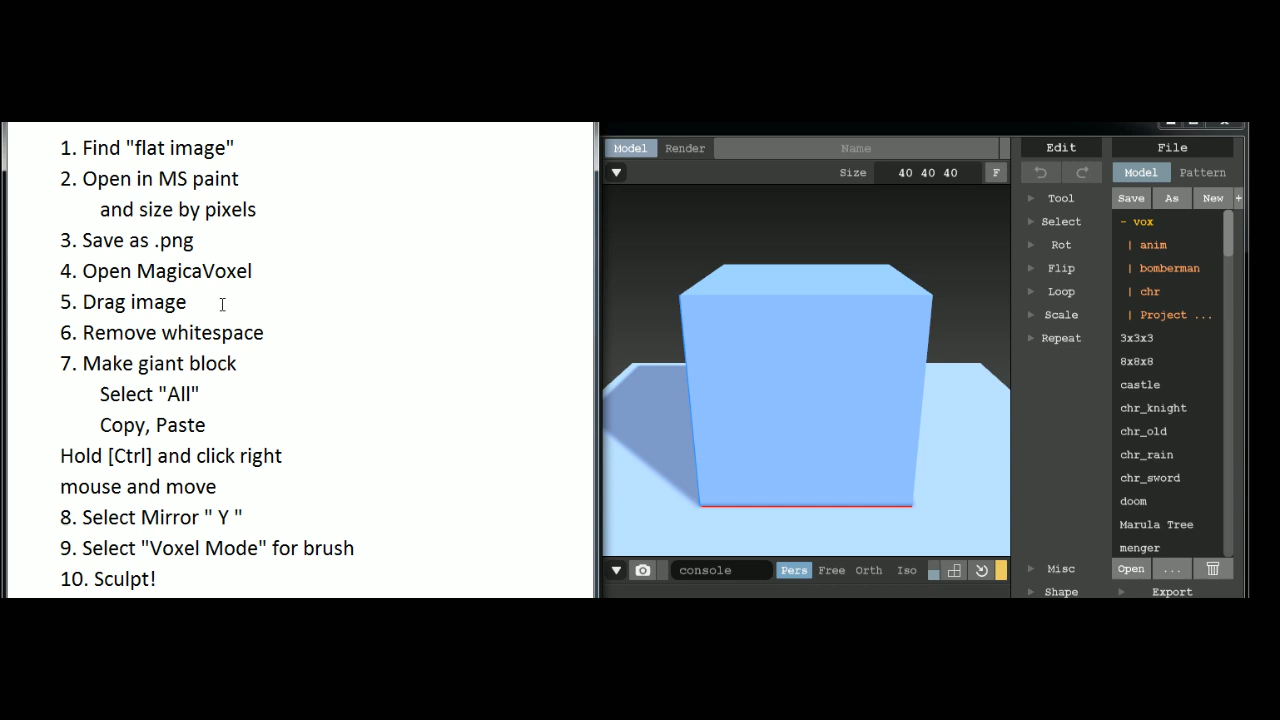 1. Find "flat image"
2. Open in MS paint
and size by pixels
3. Save as .png
4. Open MagicaVoxel
5. Drag image
6. Remove whitespace
7. Make giant block
Select "All"
Copy, Paste
Hold [Ctrl] and click right
mouse and move
8. Select Mirror " Y "
9. Select "Voxel Mode" for brush
10. Sculpt!
Model Render Name
Size 40 40 40 F
console Pers Free Orth Iso
Edit
Tool
Select
Rot
Flip
Loop
Scale
Repeat
Misc
Shape
File
Model Pattern
Save As New +
- vox
| anim
| bomberman
| chr
| Project ...
3x3x3
8x8x8
castle
chr_knight
chr_old
chr_rain
chr_sword
doom
Marula Tree
menger
Open ...
Export